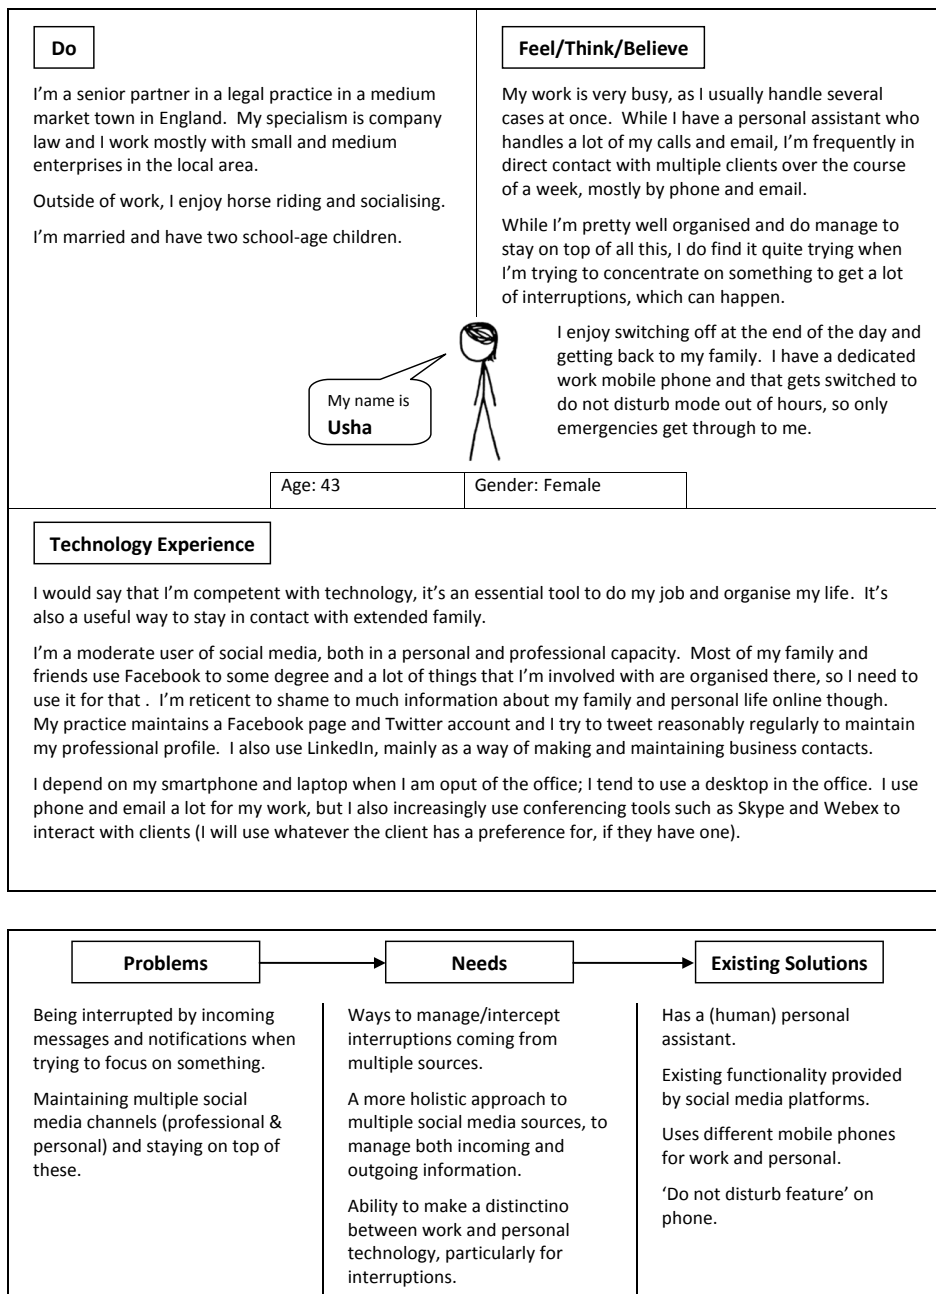 Do
I'm a senior partner in a legal practice in a medium
market town in England. My specialism is company
law and I work mostly with small and medium
enterprises in the local area.
Outside of work, I enjoy horse riding and socialising.
I'm married and have two school-age children.
Feel/Think/Believe
My work is very busy, as I usually handle several
cases at once. While I have a personal assistant who
handles a lot of my calls and email, I'm frequently in
direct contact with multiple clients over the course
of a week, mostly by phone and email.
While I'm pretty well organised and do manage to
stay on top of all this, I do find it quite trying when
I'm trying to concentrate on something to get a lot
of interruptions, which can happen.
I enjoy switching off at the end of the day and
getting back to my family. I have a dedicated
work mobile phone and that gets switched to
do not disturb mode out of hours, so only
emergencies get through to me.
My name is
Usha
Age: 43
Gender: Female
Technology Experience
I would say that I'm competent with technology, it's an essential tool to do my job and organise my life. It's
also a useful way to stay in contact with extended family.
I'm a moderate user of social media, both in a personal and professional capacity. Most of my family and
friends use Facebook to some degree and a lot of things that I'm involved with are organised there, so I need to
use it for that . I'm reticent to shame to much information about my family and personal life online though.
My practice maintains a Facebook page and Twitter account and I try to tweet reasonably regularly to maintain
my professional profile. I also use LinkedIn, mainly as a way of making and maintaining business contacts.
I depend on my smartphone and laptop when I am oput of the office; I tend to use a desktop in the office. I use
phone and email a lot for my work, but I also increasingly use conferencing tools such as Skype and Webex to
interact with clients (I will use whatever the client has a preference for, if they have one).
Problems
Being interrupted by incoming
messages and notifications when
trying to focus on something.
Maintaining multiple social
media channels (professional &
personal) and staying on top of
these.
Needs
Ways to manage/intercept
interruptions coming from
multiple sources.
A more holistic approach to
multiple social media sources, to
manage both incoming and
outgoing information.
Ability to make a distinctino
between work and personal
technology, particularly for
interruptions.
Existing Solutions
Has a (human) personal
assistant.
Existing functionality provided
by social media platforms.
Uses different mobile phones
for work and personal.
'Do not disturb feature' on
phone.